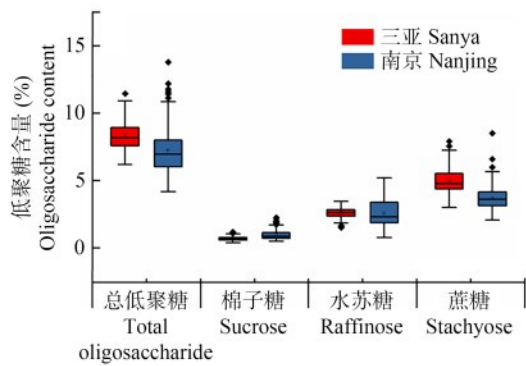 低聚糖含量 (%)
Oligosaccharide content
15
10
5
0
三亚 Sanya
南京 Nanjing
总低聚糖
Total
oligosaccharide
棉子糖
Sucrose
水苏糖
Raffinose
蔗糖
Stachyose